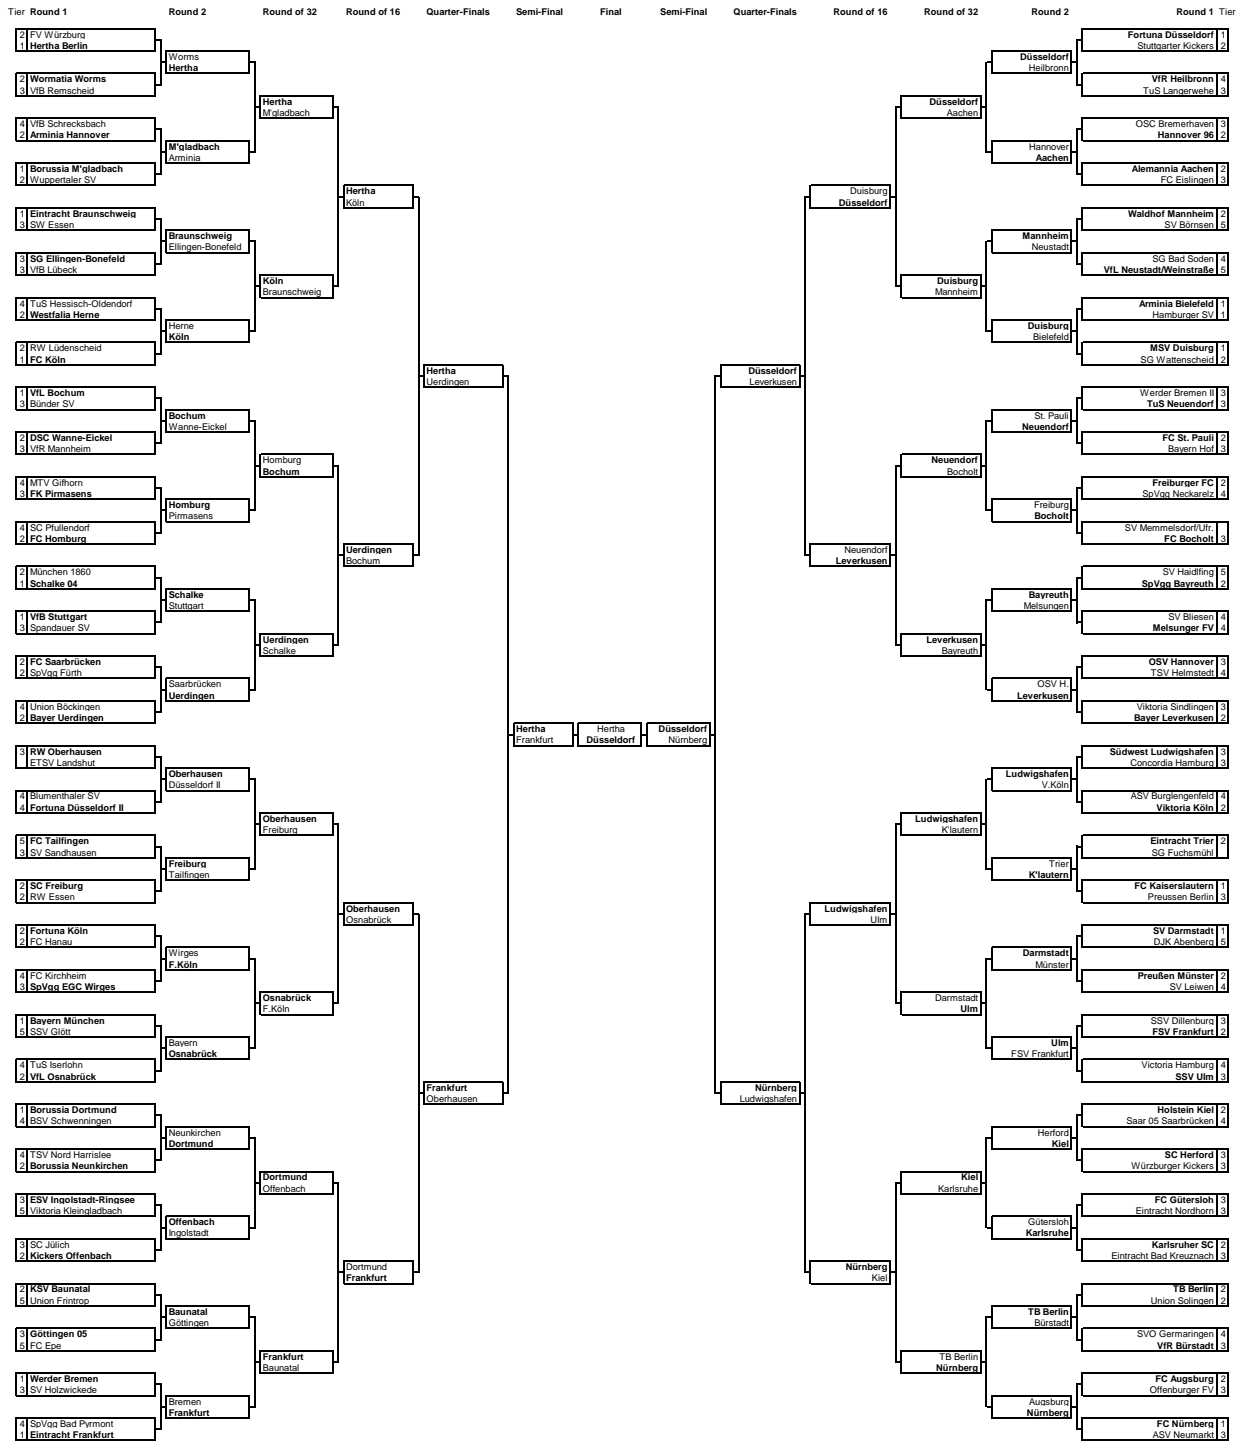 Tier Round 1 Round 2 Round of 32 Round of 16 Quarter-Finals Semi-Final Final Semi-Final Quarter-Finals Round of 16 Round of 32 Round 2 Round 1 Tier
2 FV Würzburg
1 Hertha Berlin
2 Wormatia Worms
3 VfB Remscheid
4 VfB Schrecksbach
2 Arminia Hannover
1 Borussia M'gladbach
2 Wuppertaler SV
1 Eintracht Braunschweig
3 SW Essen
3 SG Ellingen-Bonefeld
3 VfB Lübeck
4 TuS Hessisch-Oldendorf
2 Westfalia Herne
2 RW Lüdenscheid
1 FC Köln
1 VfL Bochum
3 Bünder SV
2 DSC Wanne-Eickel
3 VfR Mannheim
4 MTV Gifhorn
3 FK Pirmasens
4 SC Pfullendorf
2 FC Homburg
2 München 1860
1 Schalke 04
1 VfB Stuttgart
3 Spandauer SV
2 FC Saarbrücken
2 SpVgg Fürth
4 Union Böckingen
2 Bayer Uerdingen
3 RW Oberhausen
ETSV Landshut
4 Blumenthaler SV
4 Fortuna Düsseldorf II
5 FC Tailfingen
3 SV Sandhausen
2 SC Freiburg
2 RW Essen
2 Fortuna Köln
2 FC Hanau
4 FC Kirchheim
3 SpVgg EGC Wirges
1 Bayern München
5 SSV Glött
4 TuS Iserlohn
2 VfL Osnabrück
1 Borussia Dortmund
4 BSV Schwenningen
4 TSV Nord Harrislee
2 Borussia Neunkirchen
3 ESV Ingolstadt-Ringsee
5 Viktoria Kleingladbach
3 SC Jülich
2 Kickers Offenbach
2 KSV Baunatal
5 Union Frintrop
3 Göttingen 05
5 FC Epe
1 Werder Bremen
3 SV Holzwickede
4 SpVgg Bad Pyrmont
1 Eintracht Frankfurt
Worms
Hertha
M'gladbach
Arminia
Braunschweig
Ellingen-Bonefeld
Herne
Köln
Bochum
Wanne-Eickel
Homburg
Pirmasens
Schalke
Stuttgart
Saarbrücken
Uerdingen
Oberhausen
Düsseldorf II
Freiburg
Tailfingen
Wirges
F.Köln
Bayern
Osnabrück
Neunkirchen
Dortmund
Offenbach
Ingolstadt
Baunatal
Göttingen
Bremen
Frankfurt
Hertha
M'gladbach
Köln
Braunschweig
Homburg
Bochum
Uerdingen
Schalke
Oberhausen
Freiburg
Osnabrück
F.Köln
Dortmund
Offenbach
Frankfurt
Baunatal
Hertha
Köln
Uerdingen
Bochum
Oberhausen
Osnabrück
Dortmund
Frankfurt
Hertha
Uerdingen
Frankfurt
Oberhausen
Hertha
Frankfurt
Hertha
Düsseldorf
Düsseldorf
Nürnberg
Düsseldorf
Leverkusen
Nürnberg
Ludwigshafen
Duisburg
Düsseldorf
Neuendorf
Leverkusen
Ludwigshafen
Ulm
Nürnberg
Kiel
Düsseldorf
Aachen
Duisburg
Mannheim
Neuendorf
Bocholt
Leverkusen
Bayreuth
Ludwigshafen
K'lautern
Darmstadt
Ulm
Kiel
Karlsruhe
TB Berlin
Nürnberg
Düsseldorf
Heilbronn
Hannover
Aachen
Mannheim
Neustadt
Duisburg
Bielefeld
St. Pauli
Neuendorf
Freiburg
Bocholt
Bayreuth
Melsungen
OSV H.
Leverkusen
Ludwigshafen
V.Köln
Trier
K'lautern
Darmstadt
Münster
Ulm
FSV Frankfurt
Herford
Kiel
Gütersloh
Karlsruhe
TB Berlin
Bürstadt
Augsburg
Nürnberg
Fortuna Düsseldorf 1
Stuttgarter Kickers 2
VfR Heilbronn 4
TuS Langerwehe 3
OSC Bremerhaven 3
Hannover 96 2
Alemannia Aachen 2
FC Eislingen 3
Waldhof Mannheim 2
SV Börnsen 5
SG Bad Soden 4
VfL Neustadt/Weinstraße 5
Arminia Bielefeld 1
Hamburger SV 1
MSV Duisburg 1
SG Wattenscheid 2
Werder Bremen II 3
TuS Neuendorf 3
FC St. Pauli 2
Bayern Hof 3
Freiburger FC 2
SpVgg Neckarelz 4
SV Memmelsdorf/Ufr.
FC Bocholt 3
SV Haidlfing 5
SpVgg Bayreuth 2
SV Bliesen 4
Melsunger FV 4
OSV Hannover 3
TSV Helmstedt 4
Viktoria Sindlingen 3
Bayer Leverkusen 2
Südwest Ludwigshafen 3
Concordia Hamburg 3
ASV Burglengenfeld 4
Viktoria Köln 2
Eintracht Trier 2
SG Fuchsmühl
FC Kaiserslautern 1
Preussen Berlin 3
SV Darmstadt 1
DJK Abenberg 5
Preußen Münster 2
SV Leiwen 4
SSV Dillenburg 3
FSV Frankfurt 2
Victoria Hamburg 4
SSV Ulm 3
Holstein Kiel 2
Saar 05 Saarbrücken 4
SC Herford 3
Würzburger Kickers 3
FC Gütersloh 3
Eintracht Nordhorn 3
Karlsruher SC 2
Eintracht Bad Kreuznach 3
TB Berlin 2
Union Solingen 2
SVO Germaringen 4
VfR Bürstadt 3
FC Augsburg 2
Offenburger FV 3
FC Nürnberg 1
ASV Neumarkt 3